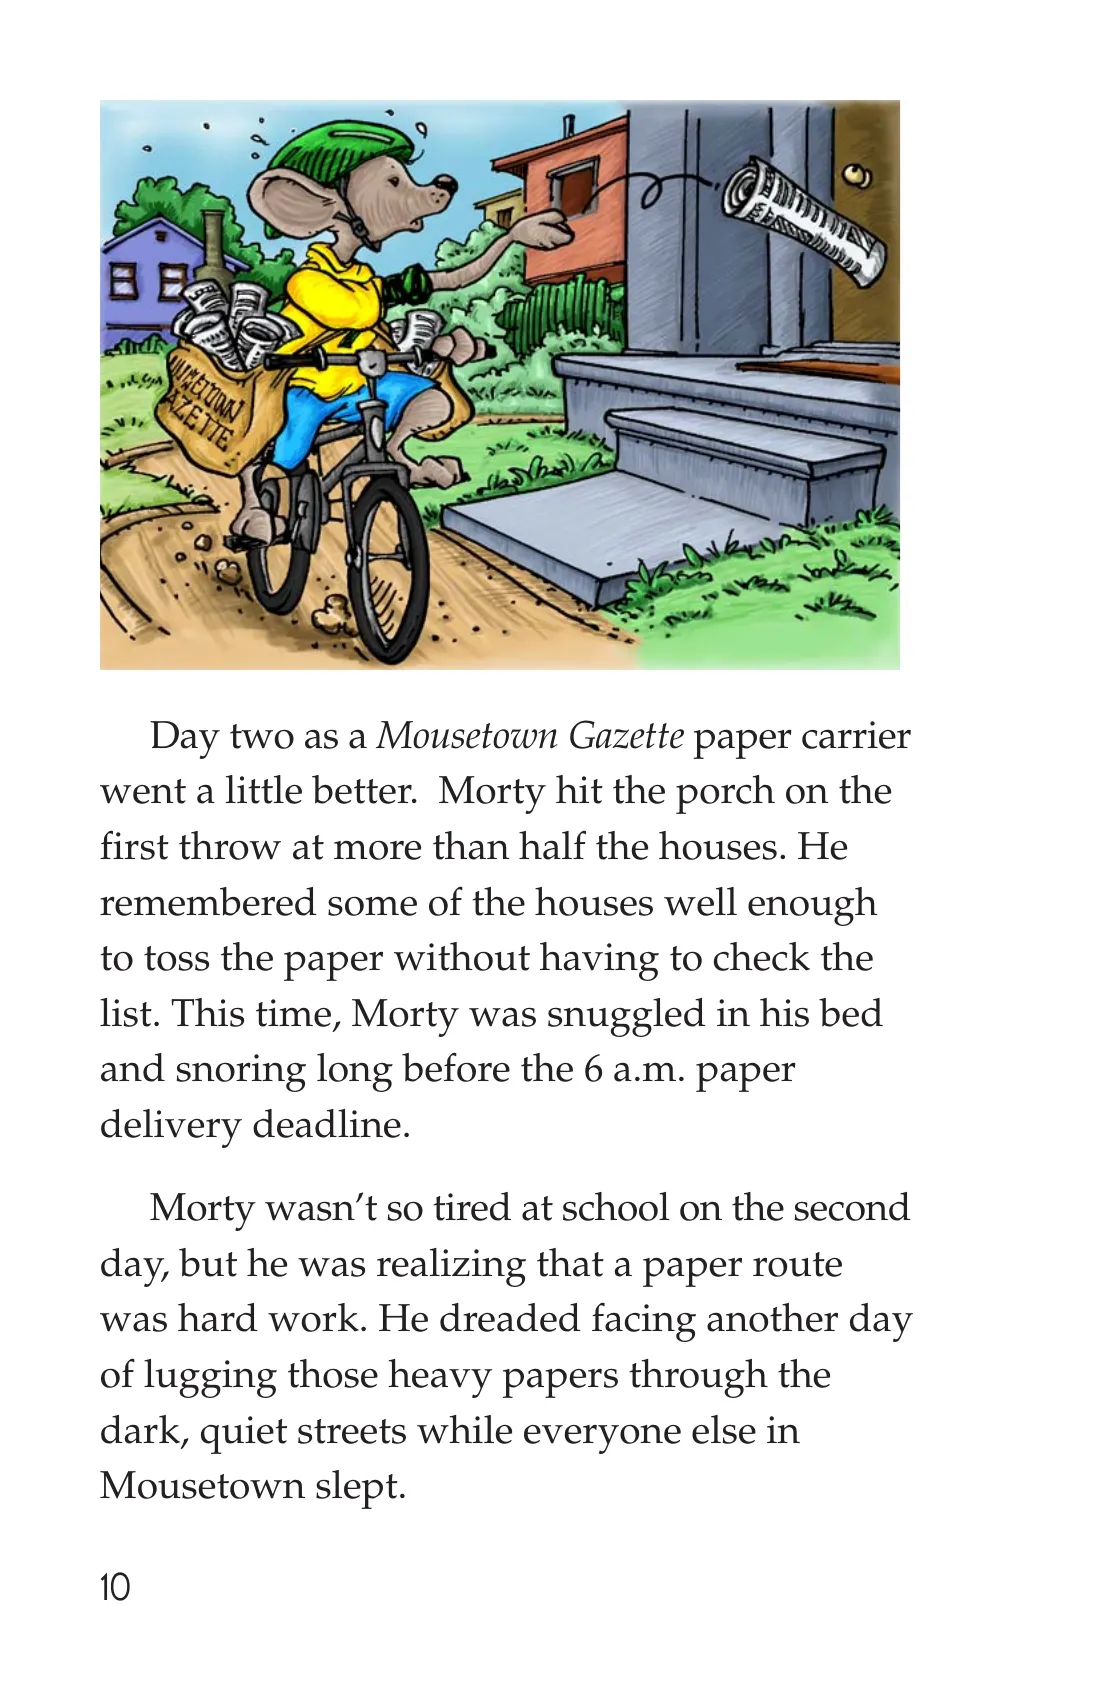 MOUSETOWN
GAZETTE
Day two as a Mousetown Gazette paper carrier
went a little better.  Morty hit the porch on the
first throw at more than half the houses. He
remembered some of the houses well enough
to toss the paper without having to check the
list. This time, Morty was snuggled in his bed
and snoring long before the 6 a.m. paper
delivery deadline.
Morty wasn’t so tired at school on the second
day, but he was realizing that a paper route
was hard work. He dreaded facing another day
of lugging those heavy papers through the
dark, quiet streets while everyone else in
Mousetown slept.
10